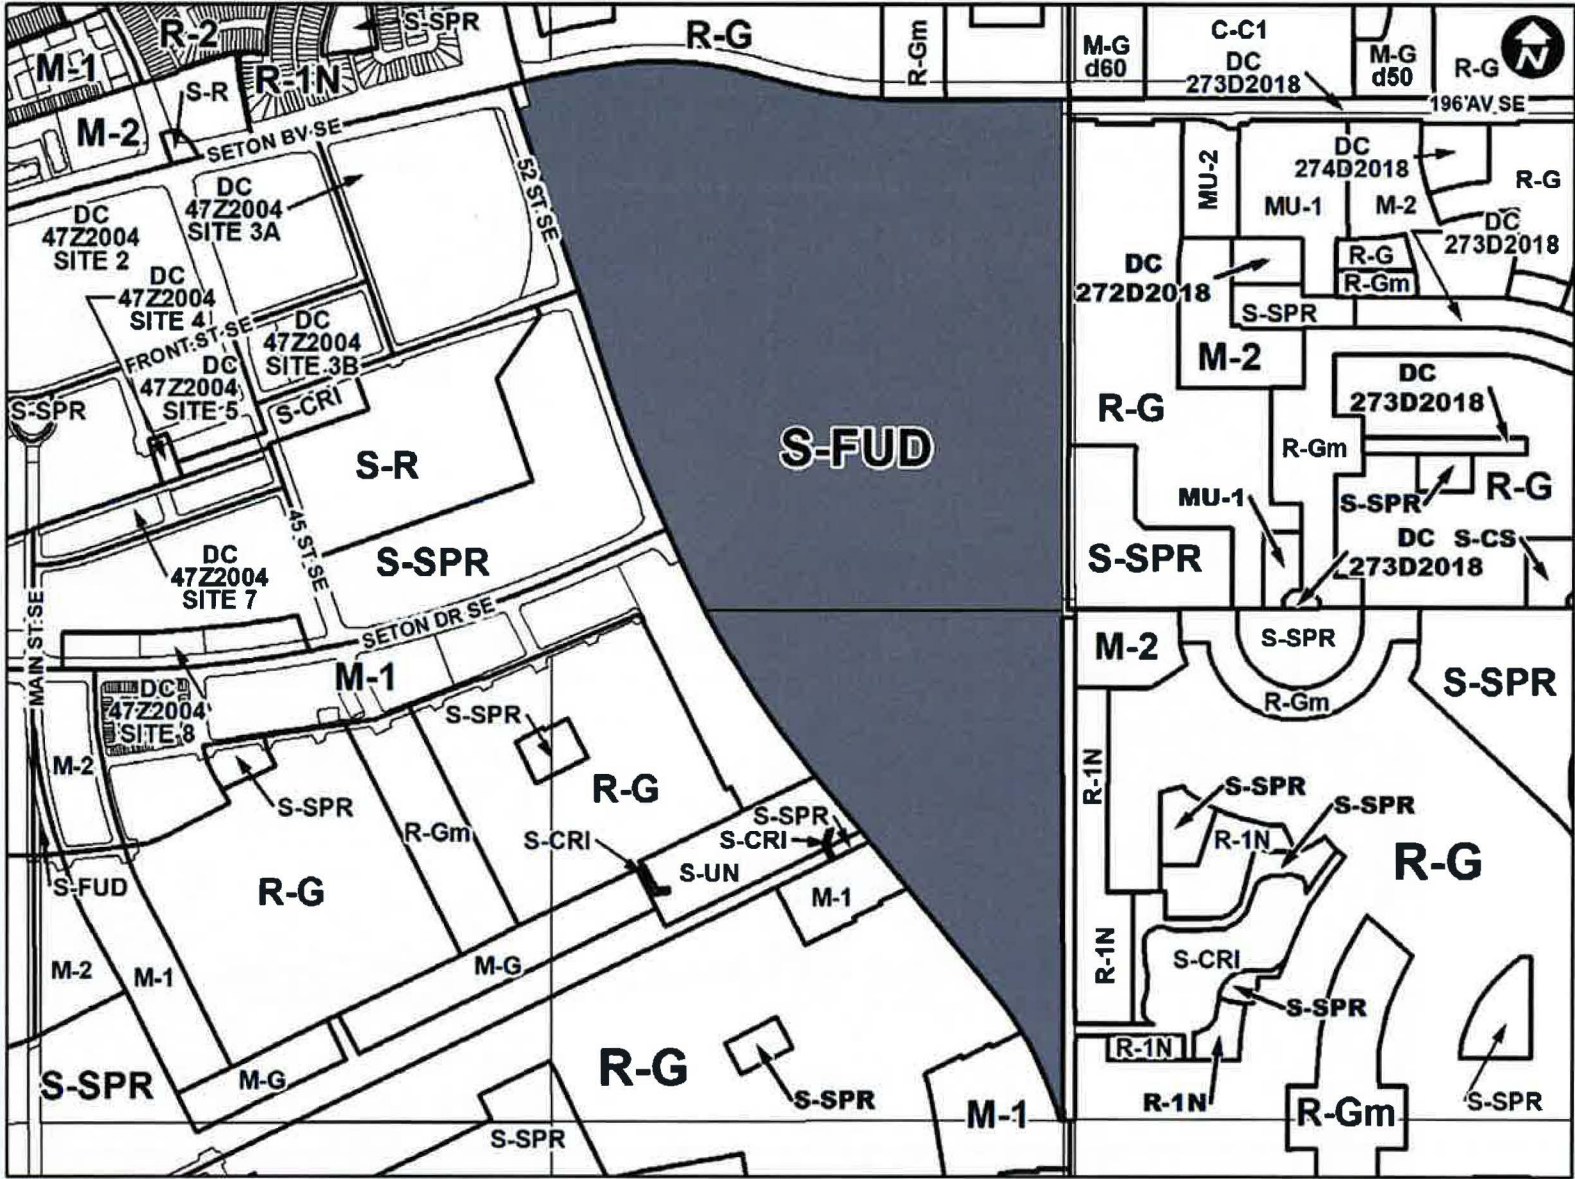 S-SPR
R-2
M-1
R-1N
S-R
M-2
R-G
R-Gm
M-G
d60
C-C1
DC
273D2018
M-G
d50
R-G
N
196 AV SE
SETON BV SE
52 ST SE
DC
47Z2004
SITE 3A
DC
47Z2004
SITE 2
DC
47Z2004
SITE 4
FRONT ST SE
DC
47Z2004
SITE 3B
DC
47Z2004
SITE 5
S-SPR
S-CRI
S-R
S-SPR
45 ST SE
DC
47Z2004
SITE 7
MAIN ST SE
SETON DR SE
M-1
DC
47Z2004
SITE 8
M-2
S-SPR
S-SPR
R-G
R-Gm
S-CRI
S-SPR
S-CRI
S-UN
M-1
S-FUD
R-G
M-2
M-1
M-G
S-SPR
M-G
R-G
S-SPR
S-SPR
M-1
S-FUD
MU-2
MU-1
DC
274D2018
M-2
R-G
DC
273D2018
R-G
R-Gm
DC
272D2018
S-SPR
M-2
R-G
DC
273D2018
R-Gm
S-SPR
R-G
MU-1
DC
273D2018
S-CS
S-SPR
M-2
S-SPR
R-Gm
S-SPR
R-1N
S-SPR
S-SPR
R-1N
R-G
R-1N
S-CRI
S-SPR
R-1N
R-1N
R-Gm
S-SPR